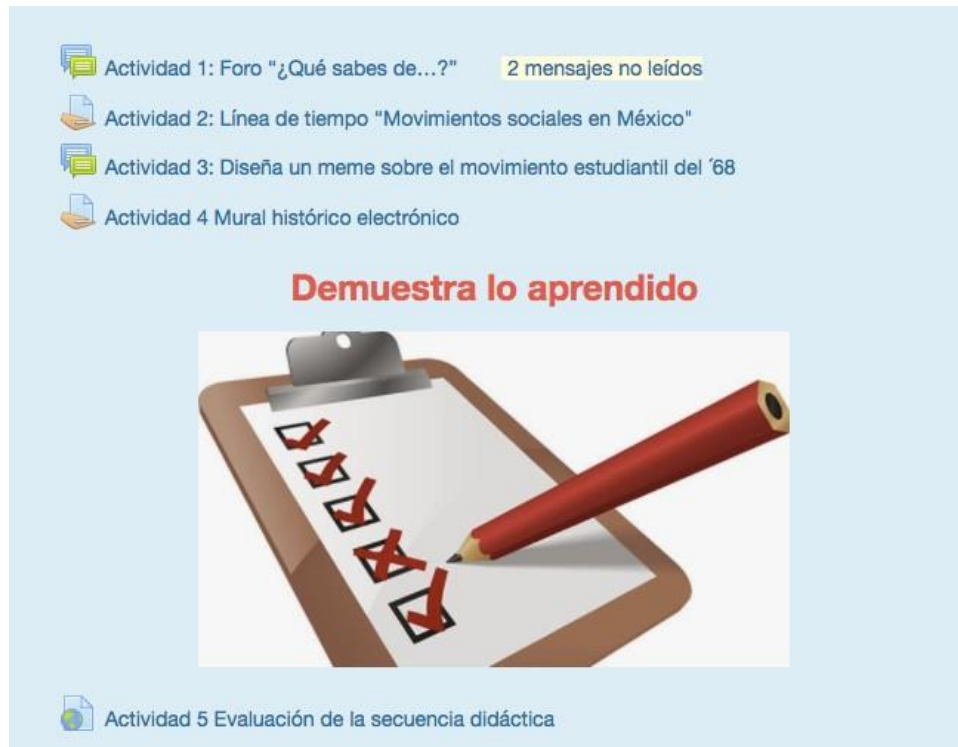 Actividad 1: Foro "¿Qué sabes de...?" 2 mensajes no leídos
Actividad 2: Línea de tiempo "Movimientos sociales en México"
Actividad 3: Diseña un meme sobre el movimiento estudiantil del ´68
Actividad 4 Mural histórico electrónico
Demuestra lo aprendido
Actividad 5 Evaluación de la secuencia didáctica